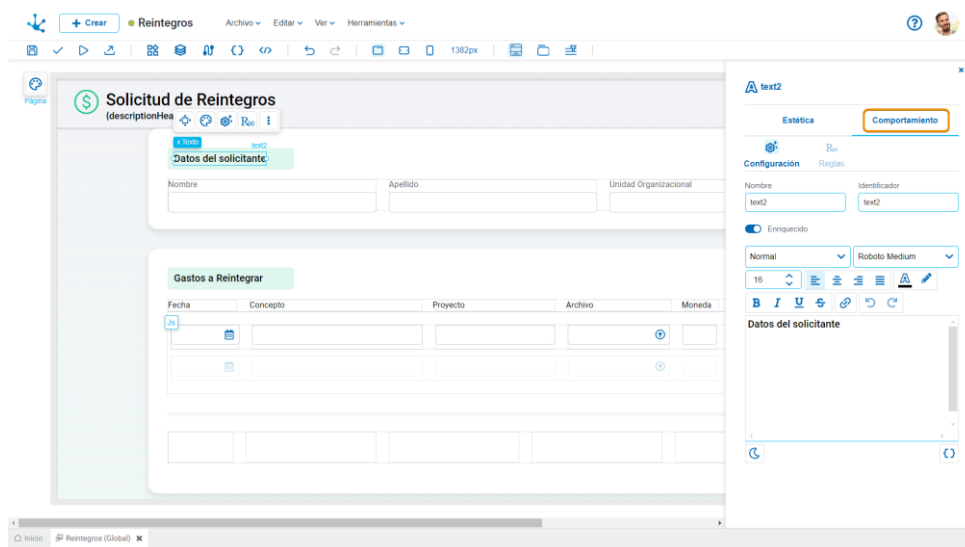 Crear
Reintegros
Archivo
Editar
Ver
Herramientas
1382px
Página
Solicitud de Reintegros
{descriptionHea
R(x)
Texto
text2
Datos del solicitante
Nombre
Apellido
Unidad Organizacional
Gastos a Reintegrar
Fecha
Concepto
Proyecto
Archivo
Moneda
Js
text2
Estética
Comportamiento
Configuración
Reglas
Nombre
Identificador
text2
text2
Enriquecido
Normal
Roboto Medium
16
B I U S
Datos del solicitante
Inicio
Reintegros (Global)